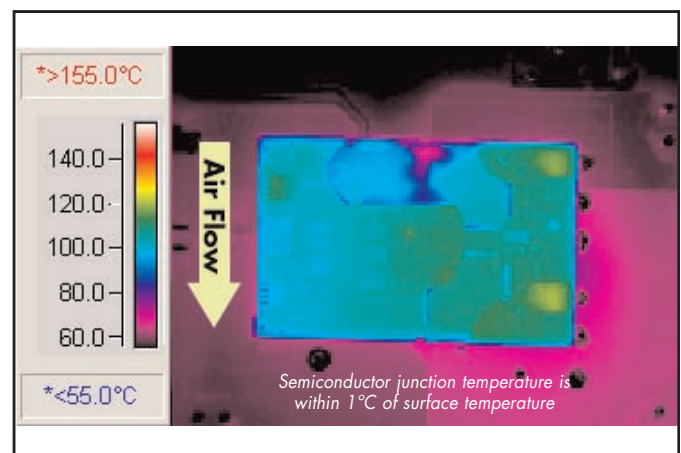 *>155.0°C
140.0
120.0
100.0
80.0
60.0
*<55.0°C
Air Flow
Semiconductor junction temperature is
within 1°C of surface temperature